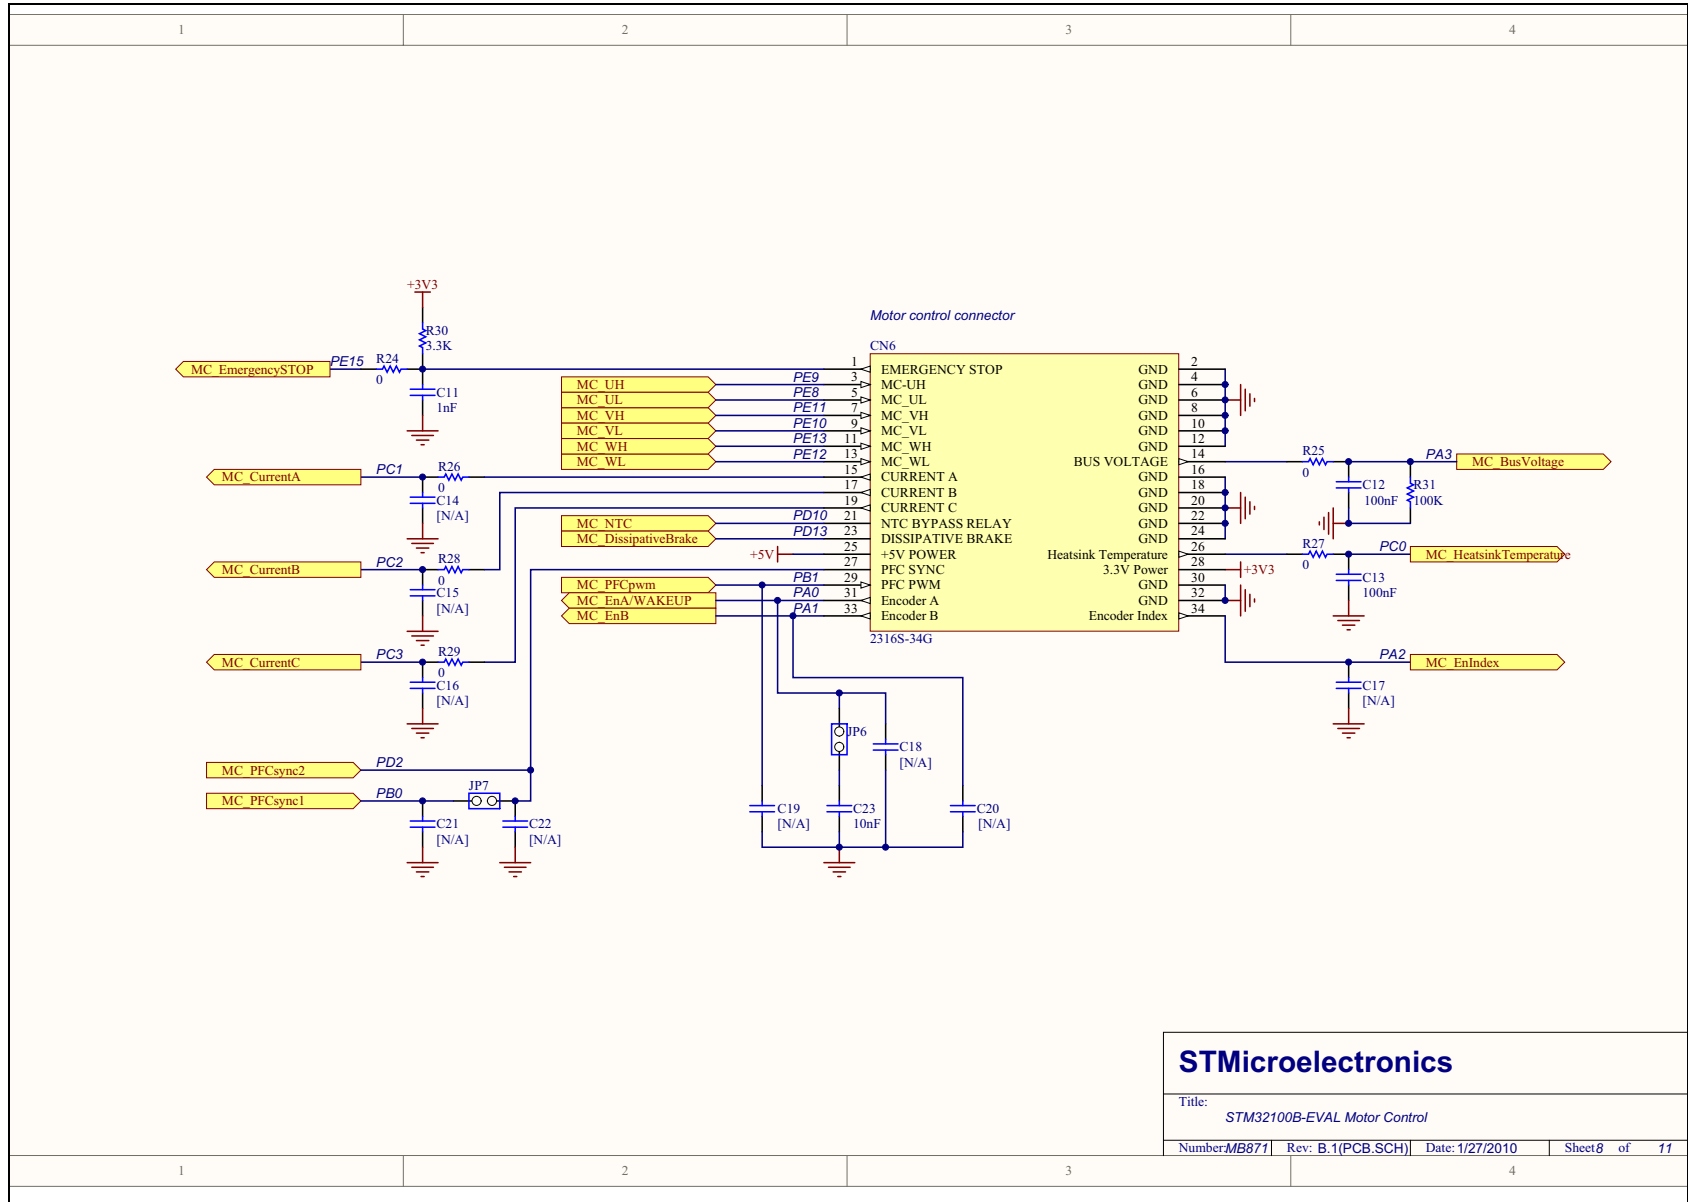 1 2 3 4
+3V3
R30
3.3K
Motor control connector
CN6
MC_EmergencySTOP PE15 R24 0
C11
1nF
1 EMERGENCY STOP GND 2
MC_UH PE9 3 MC-UH GND 4
MC_UL PE8 5 MC_UL GND 6
MC_VH PE11 7 MC_VH GND 8
MC_VL PE10 9 MC_VL GND 10
MC_WH PE13 11 MC_WH GND 12
MC_WL PE12 13 MC_WL BUS VOLTAGE 14
15 CURRENT A GND 16
17 CURRENT B GND 18
19 CURRENT C GND 20
MC_NTC PD10 21 NTC BYPASS RELAY GND 22
MC_DissipativeBrake PD13 23 DISSIPATIVE BRAKE GND 24
+5V 25 +5V POWER Heatsink Temperature 26
27 PFC SYNC 3.3V Power 28 +3V3
MC_PFCpwm PB1 29 PFC PWM GND 30
MC_EnA/WAKEUP PA0 31 Encoder A GND 32
MC_EnB PA1 33 Encoder B Encoder Index 34
2316S-34G
R25 0 PA3 MC_BusVoltage
C12
100nF
R31
100K
R27 0 PC0 MC_HeatsinkTemperature
C13
100nF
PA2 MC_EnIndex
C17
[N/A]
MC_CurrentA PC1 R26 0
C14
[N/A]
MC_CurrentB PC2 R28 0
C15
[N/A]
MC_CurrentC PC3 R29 0
C16
[N/A]
MC_PFCsync2 PD2
MC_PFCsync1 PB0 JP7
C21
[N/A]
C22
[N/A]
JP6
C18
[N/A]
C19
[N/A]
C23
10nF
C20
[N/A]
STMicroelectronics
Title:
STM32100B-EVAL Motor Control
Number:MB871 Rev: B.1(PCB.SCH) Date:1/27/2010 Sheet8 of 11
1 2 3 4